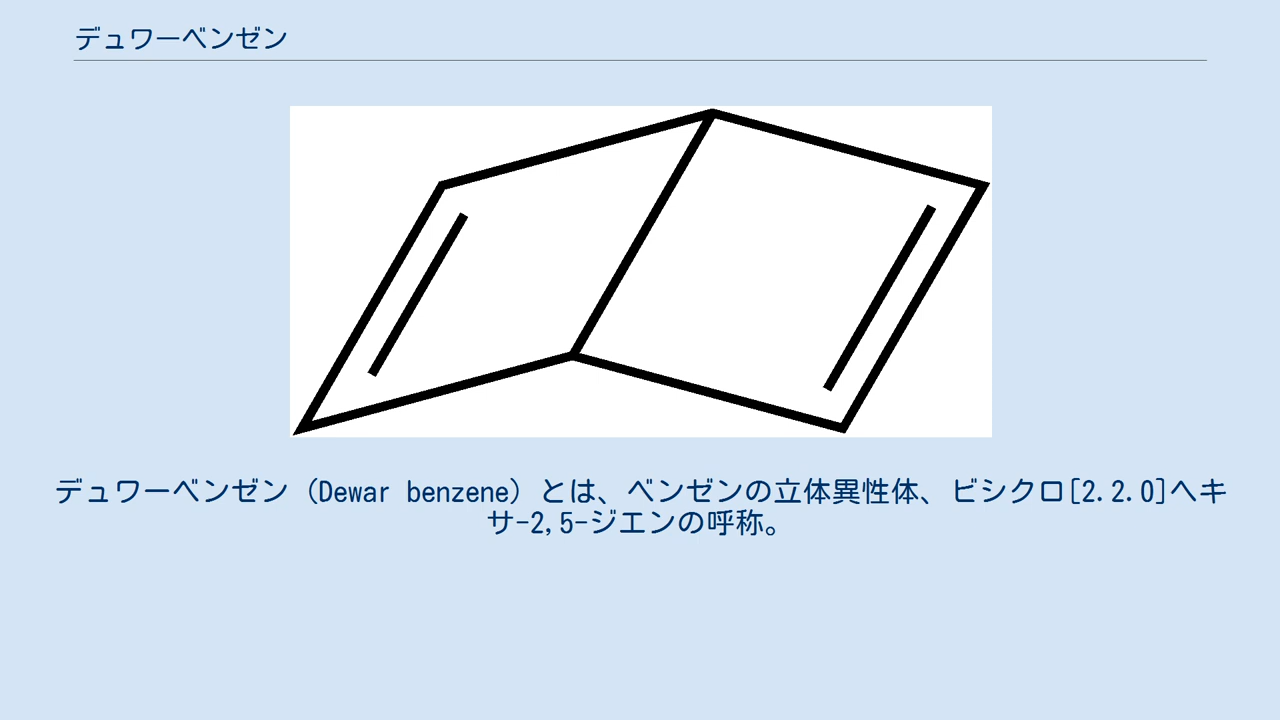 デュワーベンゼン
デュワーベンゼン（Dewar benzene）とは、ベンゼンの立体異性体、ビシクロ[2.2.0]ヘキ
サ-2,5-ジエンの呼称。